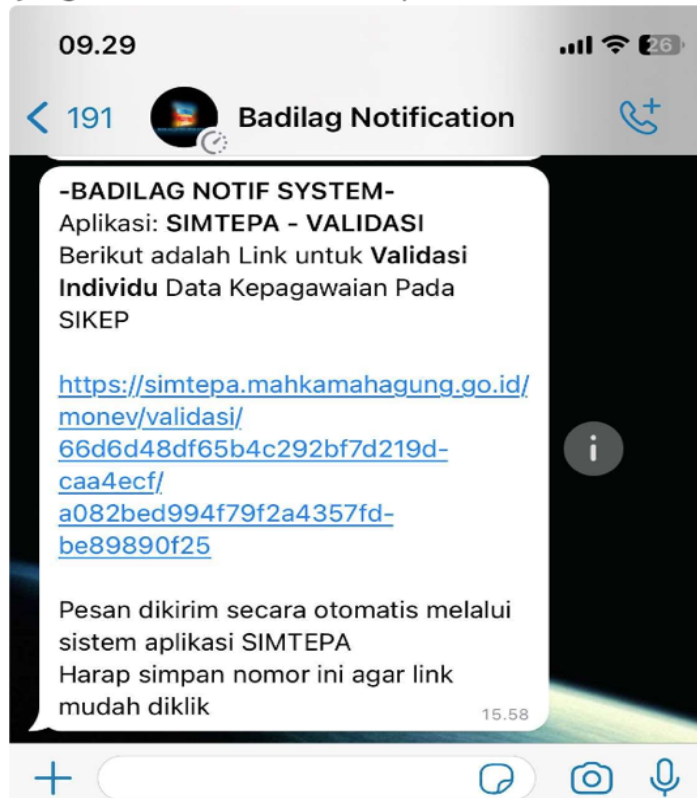 09.29
26
191
Badilag Notification
-BADILAG NOTIF SYSTEM-
Aplikasi: SIMTEPA - VALIDASI
Berikut adalah Link untuk Validasi
Individu Data Kepagawaian Pada
SIKEP
https://simtepa.mahkamahagung.go.id/
monev/validasi/
66d6d48df65b4c292bf7d219d-
caa4ecf/
a082bed994f79f2a4357fd-
be89890f25
i
Pesan dikirim secara otomatis melalui
sistem aplikasi SIMTEPA
Harap simpan nomor ini agar link
mudah diklik
15.58